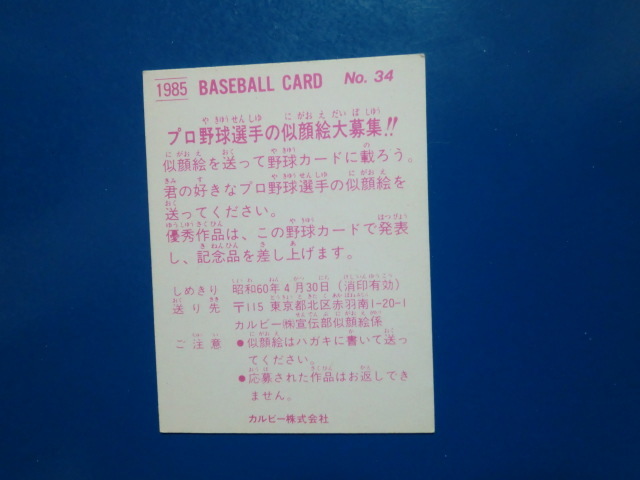 1985 BASEBALL CARD No. 34
プロ野球選手の似顔絵大募集!!
似顔絵を送って野球カードに載ろう。
君の好きなプロ野球選手の似顔絵を
送ってください。
優秀作品は、この野球カードで発表
し、記念品を差し上げます。
しめきり 昭和60年4月30日(消印有効)
送り先 〒115 東京都北区赤羽南1-20-1
カルビー㈱宣伝部似顔絵係
ご注意 ●似顔絵はハガキに書いて送っ
てください。
●応募された作品はお返しでき
ません。
カルビー株式会社